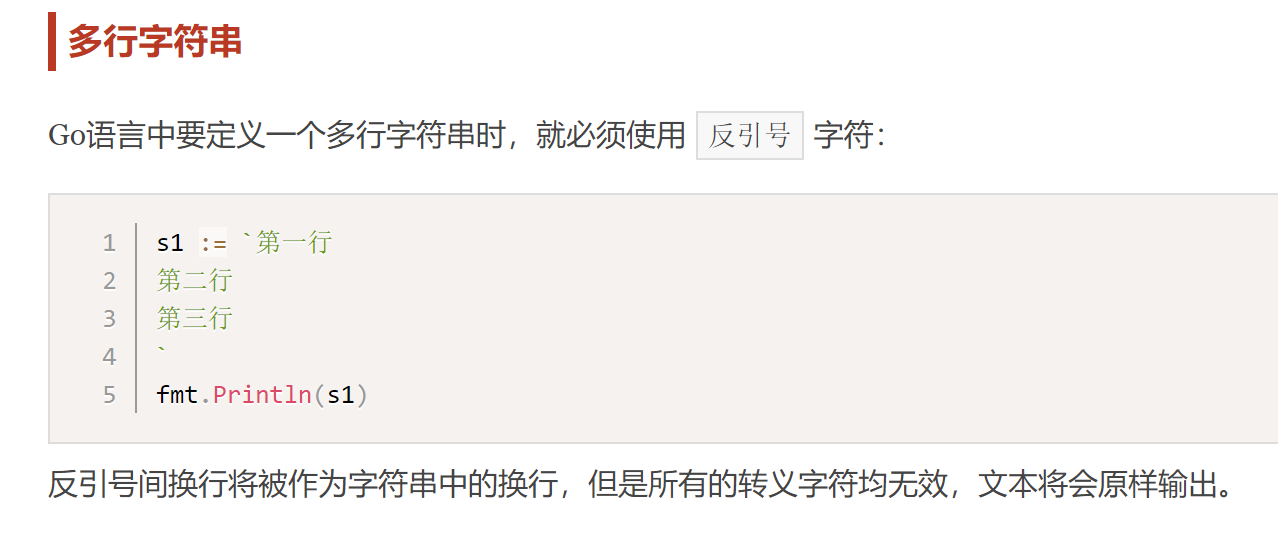 多行字符串
Go语言中要定义一个多行字符串时，就必须使用 反引号 字符：
1 s1 := `第一行
2 第二行
3 第三行
4 `
5 fmt.Println(s1)
反引号间换行将被作为字符串中的换行，但是所有的转义字符均无效，文本将会原样输出。